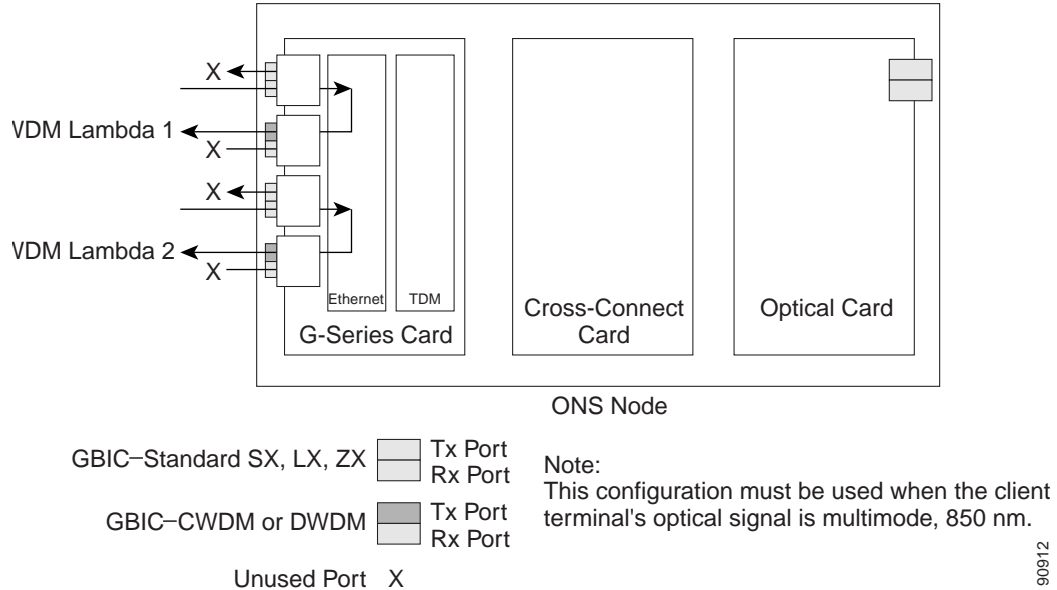 X
VDM Lambda 1
X
X
VDM Lambda 2
X
Ethernet
TDM
G-Series Card
Cross-Connect
Card
Optical Card
ONS Node
GBIC–Standard SX, LX, ZX
Tx Port
Rx Port
GBIC–CWDM or DWDM
Tx Port
Rx Port
Unused Port X
Note:
This configuration must be used when the client
terminal's optical signal is multimode, 850 nm.
90912